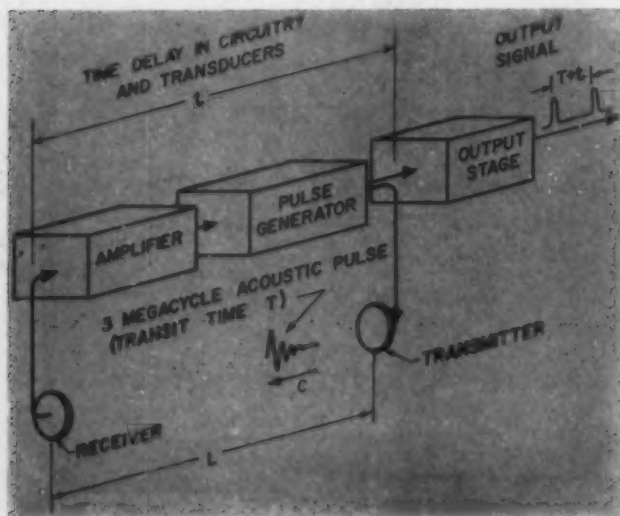 TIME DELAY IN CIRCUITRY
AND TRANSDUCERS
t
OUTPUT
SIGNAL
T+t
OUTPUT
STAGE
PULSE
GENERATOR
AMPLIFIER
3 MEGACYCLE ACOUSTIC PULSE
(TRANSIT TIME T)
C
TRANSMITTER
RECEIVER
L